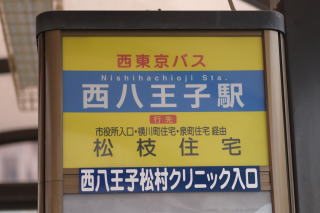 西東京バス
Nishihachioji Sta.
西八王子駅
行先
市役所入口・横川町住宅・泉町住宅 経由
松枝住宅
西八王子松村クリニック入口